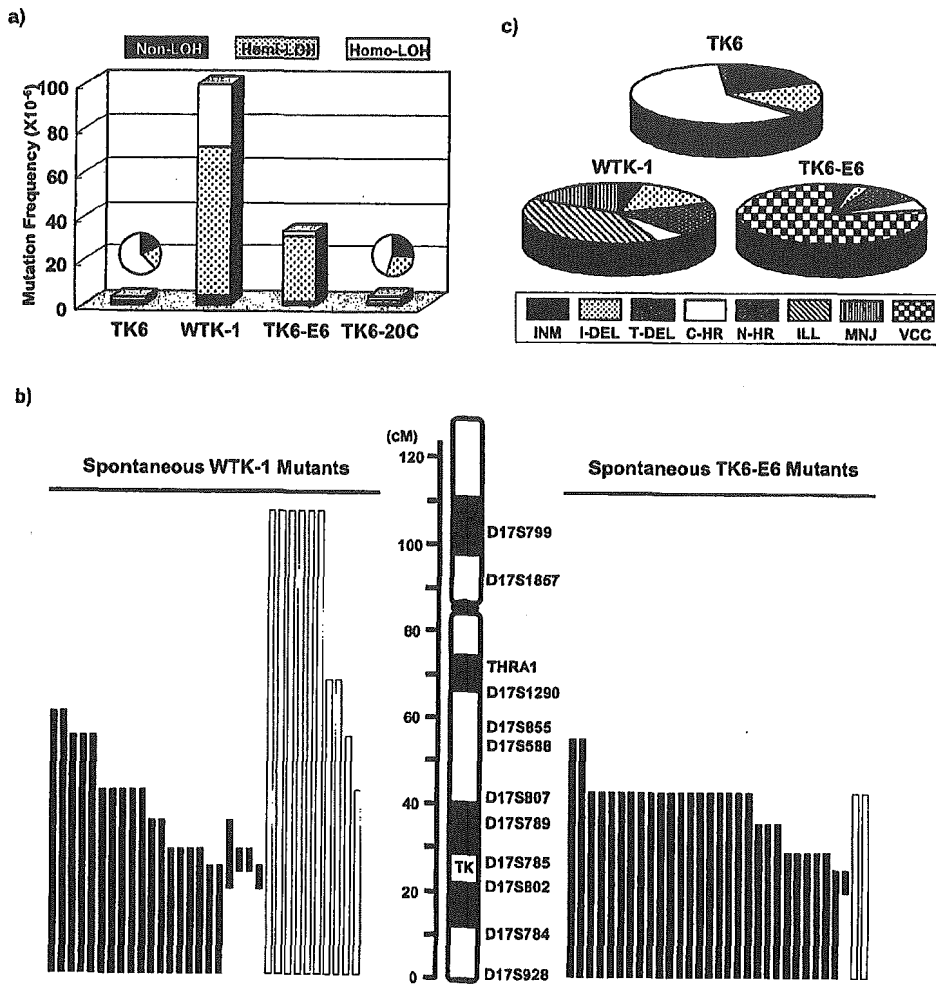 a)
Non-LOH Hemi-LOH Homo-LOH
Mutation Frequency (X10⁻⁶)
100
80
60
40
20
0
TK6 WTK-1 TK6-E6 TK6-20C
c)
TK6
WTK-1 TK6-E6
INM I-DEL T-DEL C-HR N-HR ILL MNJ VCC
b)
Spontaneous WTK-1 Mutants
(cM)
120
100
80
60
40
20
0
TK
D17S799
D17S1857
THRA1
D17S1290
D17S855
D17S588
D17S807
D17S789
D17S785
D17S802
D17S784
D17S928
Spontaneous TK6-E6 Mutants